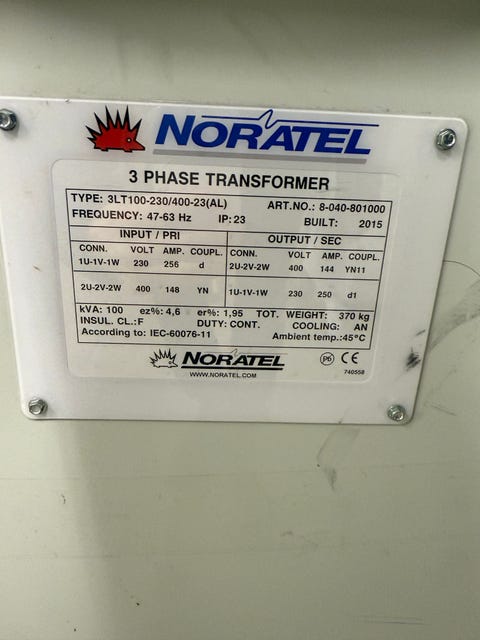 NORATEL
3 PHASE TRANSFORMER
TYPE: 3LT100-230/400-23(AL) ART.NO.: 8-040-801000
FREQUENCY: 47-63 Hz IP:23 BUILT: 2015
INPUT / PRI OUTPUT / SEC
CONN. VOLT AMP. COUPL. CONN. VOLT AMP. COUPL.
1U-1V-1W 230 256 d 2U-2V-2W 400 144 YN11
2U-2V-2W 400 148 YN 1U-1V-1W 230 250 d1
kVA: 100 ez%: 4,6 er%: 1,95 TOT. WEIGHT: 370 kg
INSUL. CL.:F DUTY: CONT. COOLING: AN
According to: IEC-60076-11 Ambient temp.:45°C
NORATEL P6 CE
WWW.NORATEL.COM 740558